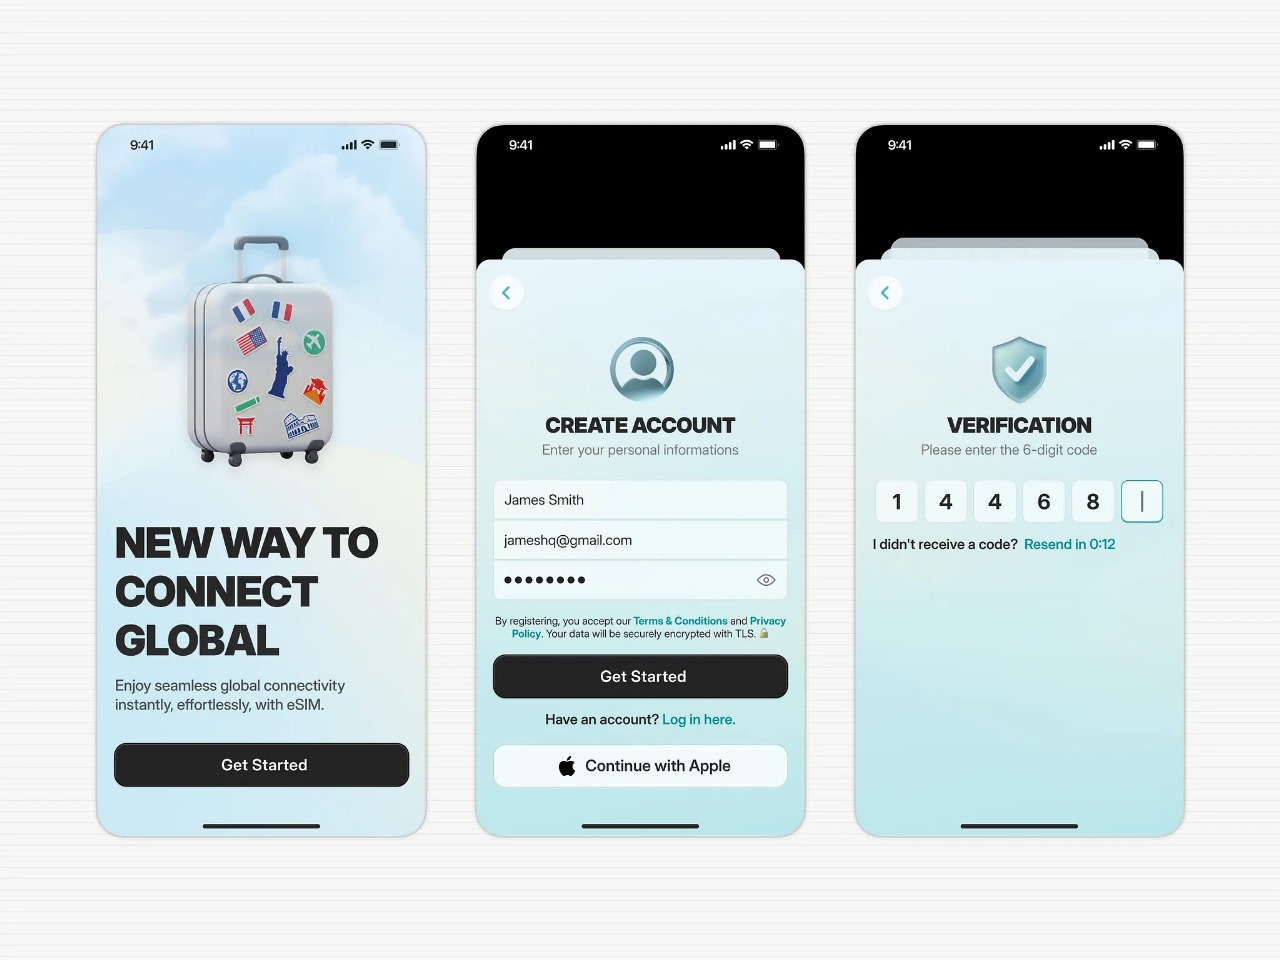 9:41
NEW WAY TO
CONNECT
GLOBAL
Enjoy seamless global connectivity
instantly, effortlessly, with eSIM.
Get Started
9:41
CREATE ACCOUNT
Enter your personal informations
James Smith
jameshq@gmail.com
By registering, you accept our Terms & Conditions and Privacy
Policy. Your data will be securely encrypted with TLS. 🔒
Get Started
Have an account? Log in here.
Continue with Apple
9:41
VERIFICATION
Please enter the 6-digit code
1 4 4 6 8
I didn't receive a code? Resend in 0:12